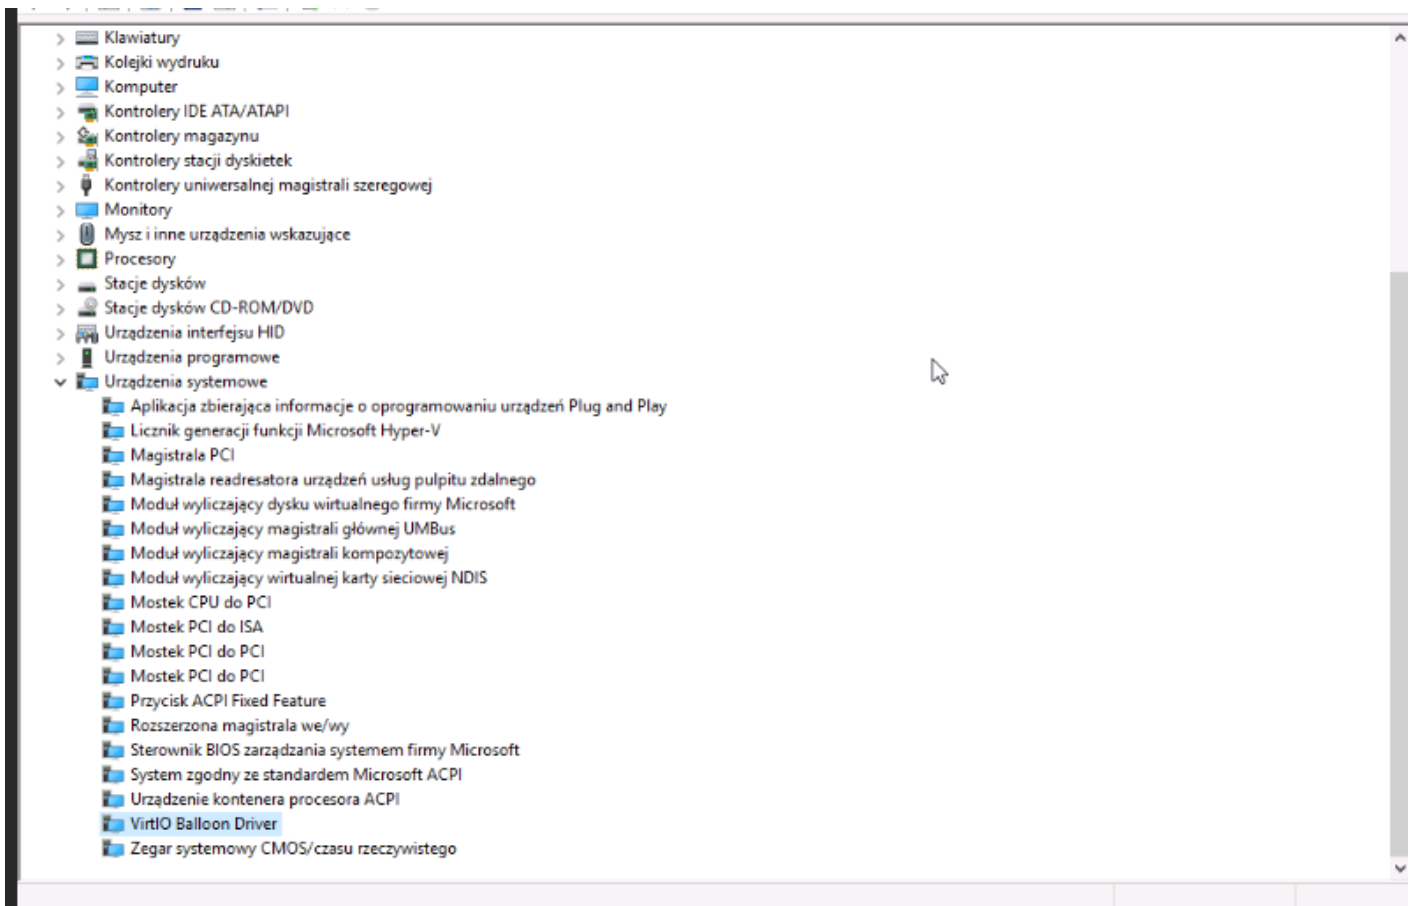 Klawiatury
Kolejki wydruku
Komputer
Kontrolery IDE ATA/ATAPI
Kontrolery magazynu
Kontrolery stacji dyskietek
Kontrolery uniwersalnej magistrali szeregowej
Monitory
Mysz i inne urządzenia wskazujące
Procesory
Stacje dysków
Stacje dysków CD-ROM/DVD
Urządzenia interfejsu HID
Urządzenia programowe
Urządzenia systemowe
Aplikacja zbierająca informacje o oprogramowaniu urządzeń Plug and Play
Licznik generacji funkcji Microsoft Hyper-V
Magistrala PCI
Magistrala readresatora urządzeń usług pulpitu zdalnego
Moduł wyliczający dysku wirtualnego firmy Microsoft
Moduł wyliczający magistrali głównej UMBus
Moduł wyliczający magistrali kompozytowej
Moduł wyliczający wirtualnej karty sieciowej NDIS
Mostek CPU do PCI
Mostek PCI do ISA
Mostek PCI do PCI
Mostek PCI do PCI
Przycisk ACPI Fixed Feature
Rozszerzona magistrala we/wy
Sterownik BIOS zarządzania systemem firmy Microsoft
System zgodny ze standardem Microsoft ACPI
Urządzenie kontenera procesora ACPI
VirtIO Balloon Driver
Zegar systemowy CMOS/czasu rzeczywistego